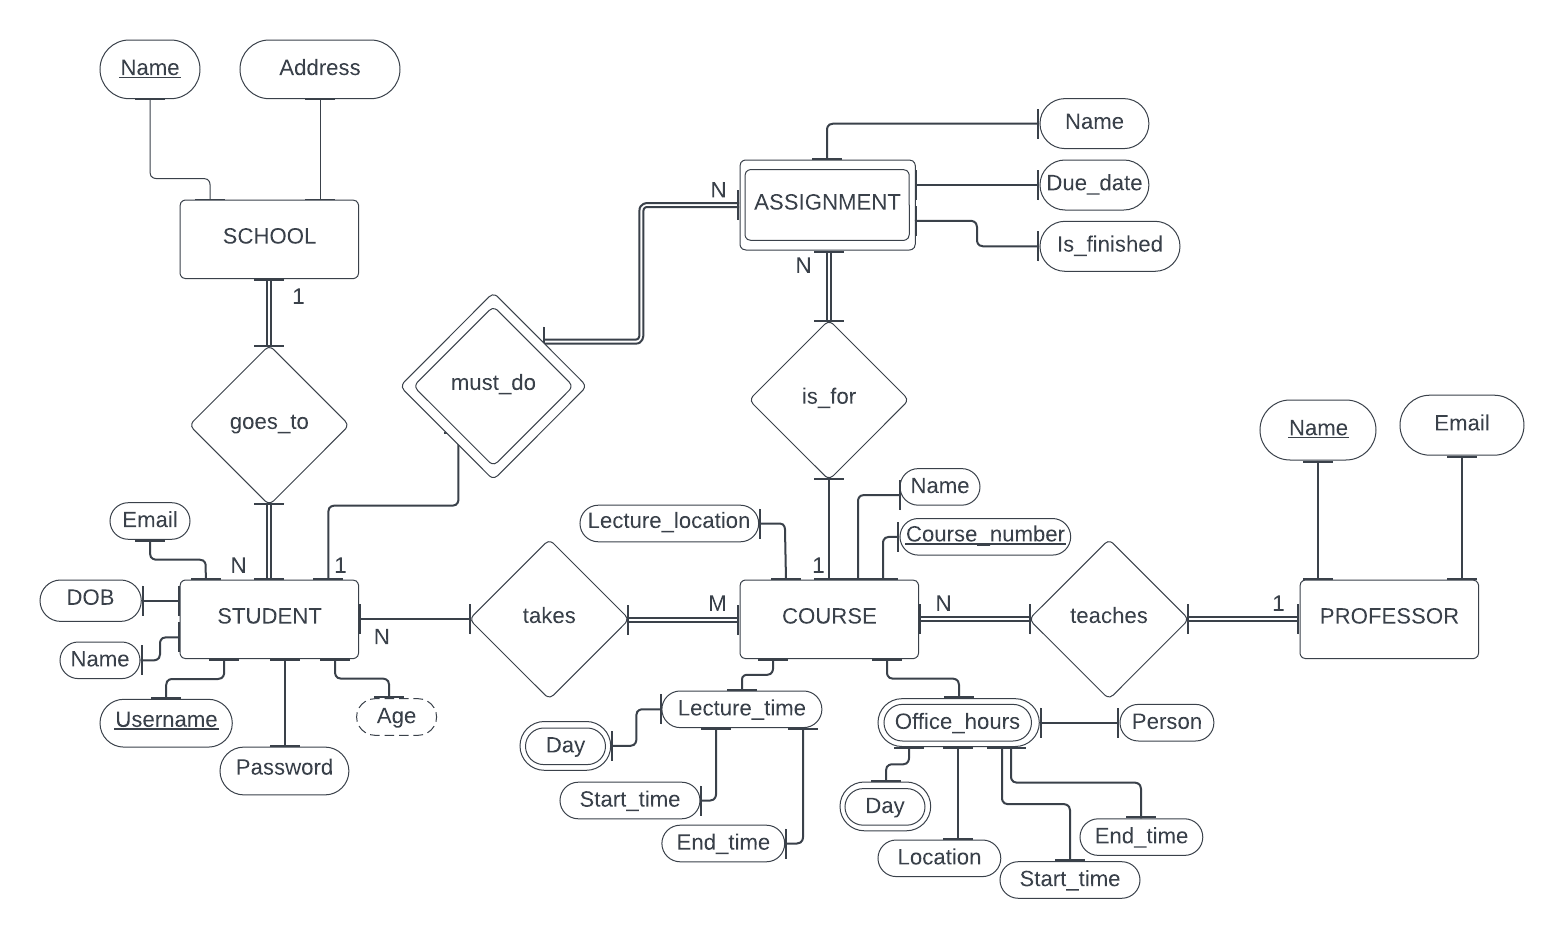 Name
Address
Name
Due_date
ASSIGNMENT
N
SCHOOL
Is_finished
N
1
must_do
is_for
goes_to
Name
Email
Name
Lecture_location
Email
Course_number
N
1
1
DOB
STUDENT
N
takes
M
COURSE
N
teaches
1
PROFESSOR
Name
Username
Age
Password
Lecture_time
Day
Start_time
End_time
Office_hours
Person
Day
Location
End_time
Start_time